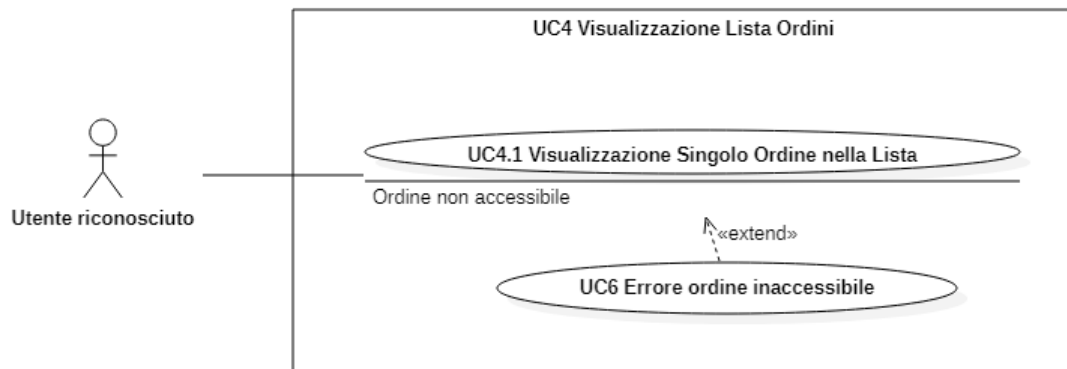 UC4 Visualizzazione Lista Ordini
UC4.1 Visualizzazione Singolo Ordine nella Lista
Ordine non accessibile
Utente riconosciuto
«extend»
UC6 Errore ordine inaccessibile